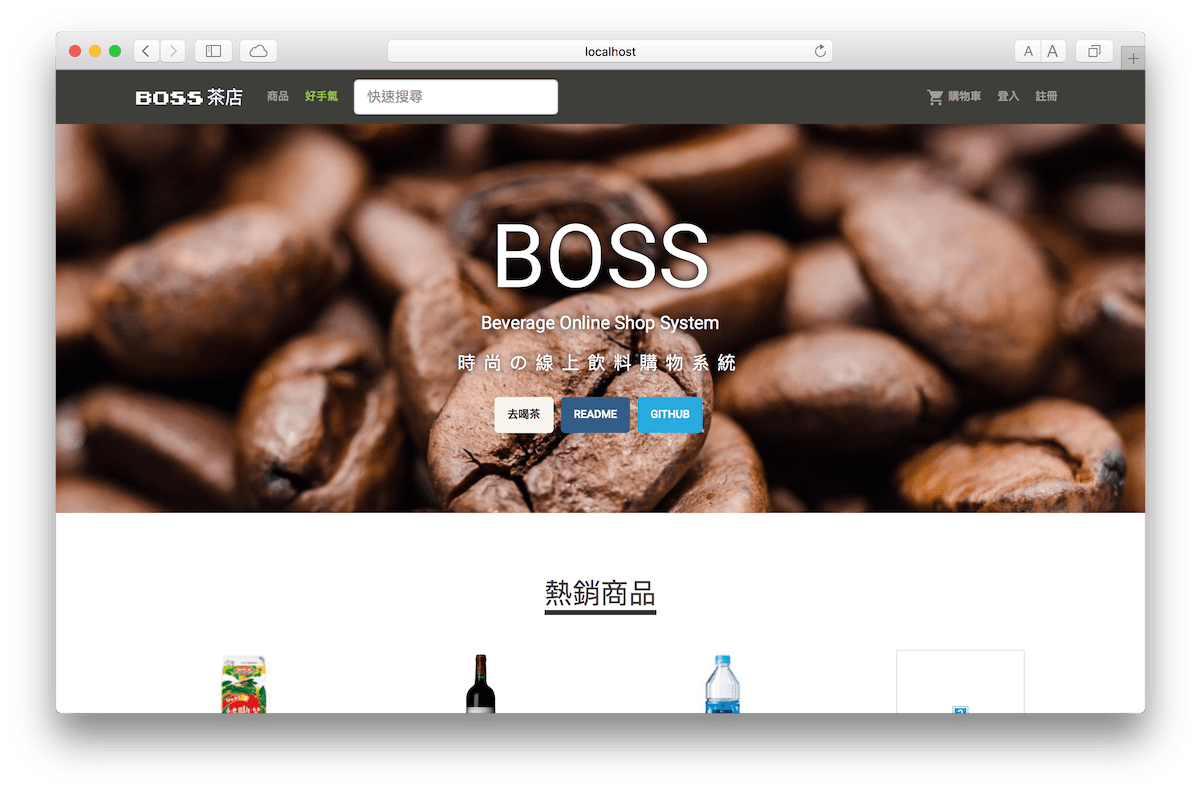 localhost
A A
BOSS 茶店 商品 好手氣 快速搜尋 購物車 登入 註冊
BOSS
Beverage Online Shop System
時尚の線上飲料購物系統
去喝茶 README GITHUB
熱銷商品